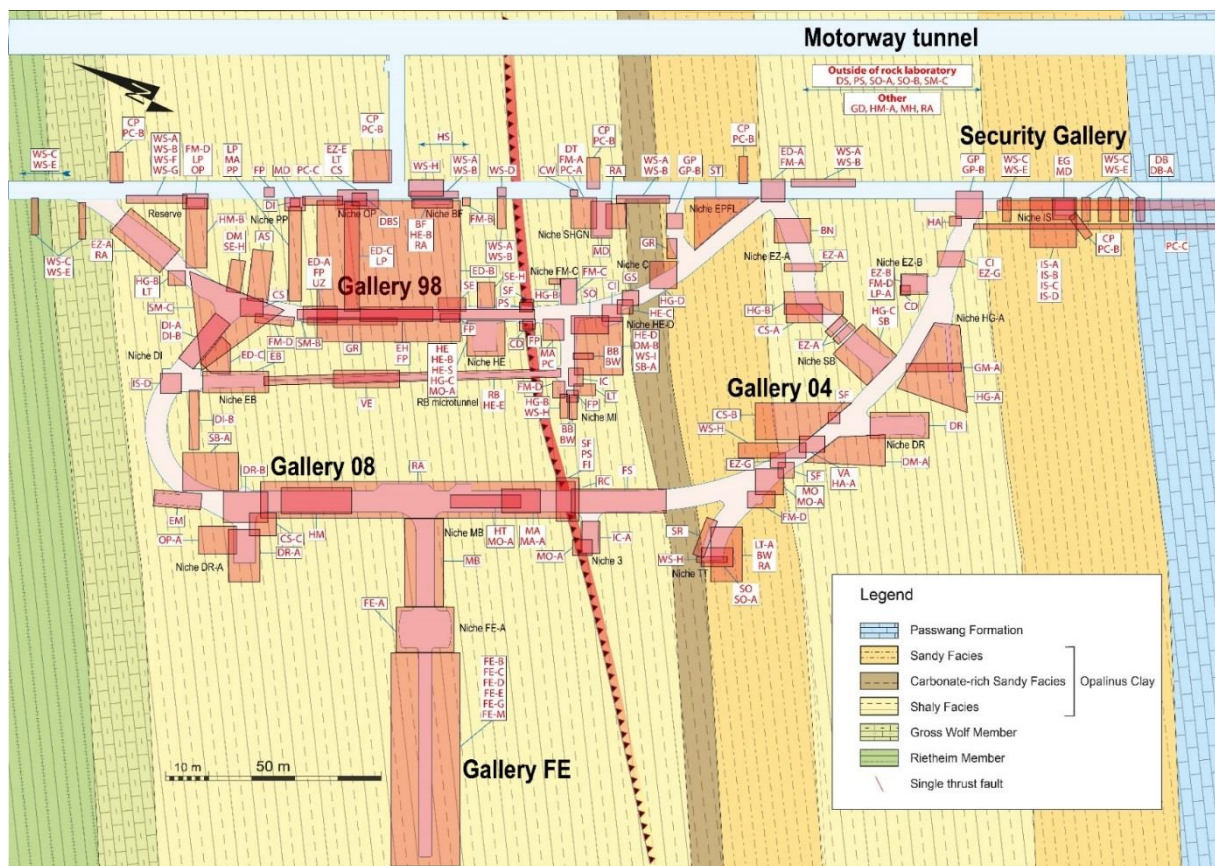 Motorway tunnel
Outside of rock laboratory
DS, PS, SO-A, SO-B, SM-C
Other
GD, HM-A, MH, RA
Security Gallery
CP
PC-B
WS-A
WS-B
WS-F
WS-G
FM-D
LP
OP
LP
MA
PP
FP
MD
PC-C
EZ-E
LT
CS
CP
PC-B
HS
WS-H
WS-A
WS-B
WS-D
CW
DT
FM-A
PC-A
CP
PC-B
RA
WS-A
WS-B
GP
GP-B
CP
PC-B
ST
ED-A
FM-A
WS-A
WS-B
GP
GP-B
WS-C
WS-E
EG
MD
WS-C
WS-E
DB
DB-A
WS-C
WS-E
Reserve
DI
Niche PP
Niche OP
DBS
Niche BF
BF
HE-B
RA
FM-B
WS-A
WS-B
Niche SHGN
MD
Niche EPFL
GR
BN
HA
Niche IS
CP
PC-B
PC-C
WS-C
WS-E
EZ-A
RA
HM-B
DM
SE-H
AS
ED-A
FP
UZ
ED-C
LP
ED-B
SE-H
SE
SF
PS
Niche FM-C
FM-C
Niche CI
CI
GS
Niche EZ-A
EZ-A
Niche EZ-B
EZ-B
FM-D
LP-A
CD
CI
EZ-G
IS-A
IS-B
IS-C
IS-D
HG-B
LT
SM-C
CS
Gallery 98
HG-B
SO
HG-D
HE-C
Niche HE-D
HG-B
CS-A
HG-C
SB
Niche HG-A
DI-A
DI-B
FM-D
SM-B
GR
EH
FP
FP
Niche HE
CD
FP
MA
PC
BB
BW
HE-D
DM-B
WS-I
SB-A
EZ-A
Niche SB
Niche DI
ED-C
EB
HE
HE-B
HE-S
HG-C
MO-A
GM-A
IS-D
Niche EB
VE
RB microtunnel
RB
HE-E
FM-D
IC
LT
HG-B
WS-H
FP
Niche MI
BB
BW
Gallery 04
SF
HG-A
DI-B
SB-A
CS-B
WS-H
DR
Niche DR
SF
PS
FI
EZ-G
DM-A
Gallery 08
DR-B
RA
RC
FS
SF
VA
HA-A
MO
MO-A
EM
HM
Niche MB
HT
MO-A
MA
MA-A
FM-D
OP-A
CS-C
DR-A
MO-A
IC-A
SR
LT-A
BW
RA
Niche DR-A
MB
Niche 3
WS-H
Niche TT
SO
SO-A
FE-A
Niche FE-A
FE-B
FE-C
FE-D
FE-E
FE-G
FE-M
Gallery FE
10 m
50 m
Legend
Passwang Formation
Sandy Facies
Carbonate-rich Sandy Facies
Opalinus Clay
Shaly Facies
Gross Wolf Member
Rietheim Member
Single thrust fault